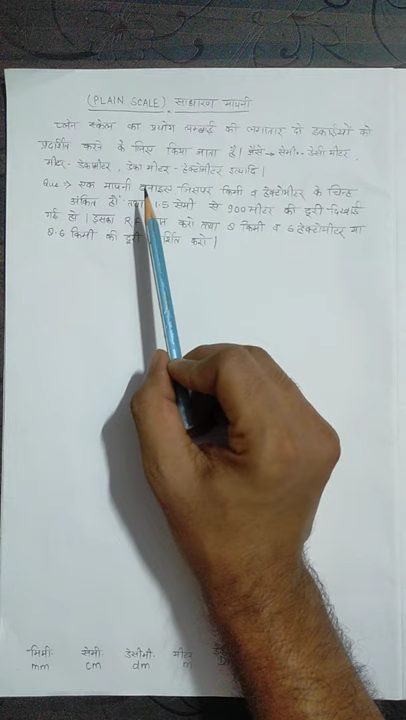 (PLAIN SCALE) साधारण मापनी
प्लेन स्केल का प्रयोग लम्बाई की लगातार दो इकाईयों को
प्रदर्शित करने के लिए किया जाता है। जैसे→ सेमी.- डेसी मीटर,
मीटर- डेकामीटर, डेका मीटर- हेक्टोमीटर इत्यादि।
Que :> एक मापनी बनाइए जिसपर किमी व हेक्टोमीटर के चिन्ह
अंकित हों 1.5 सेमी से 900 मीटर की दूरी दिखाई
गई हो। इसका R.F. करो तथा 8 किमी व 6 हेक्टोमीटर या
8.6 किमी की दूरी करो।
मिमी. सेमी. डेसीमी. मीटर
mm cm dm m